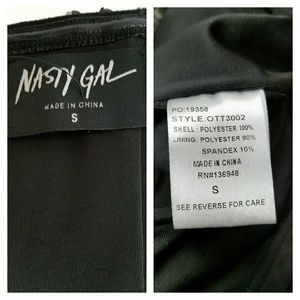 NASTY GAL
MADE IN CHINA
S
PO:19358
STYLE:OTT3002
SHELL: POLYESTER 100%
LINING: POLYESTER 90%
SPANDEX 10%
MADE IN CHINA
RN#136948
S
SEE REVERSE FOR CARE